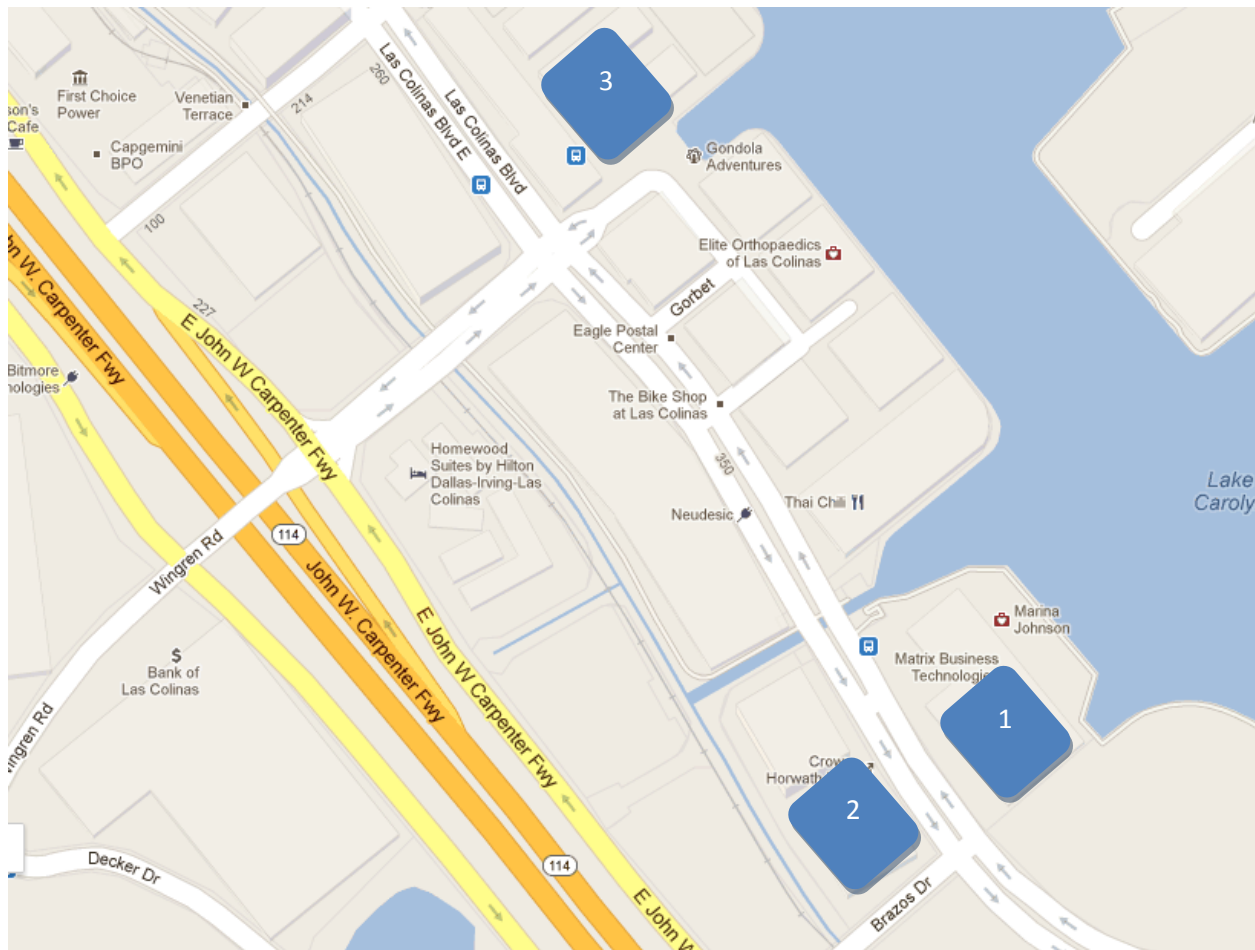 3
First Choice
Power
Venetian
Terrace
son's
Cafe
Capgemini
BPO
214
100
227
260
Las Colinas Blvd E
Las Colinas Blvd
Gondola
Adventures
Elite Orthopaedics
of Las Colinas
Gorbet
Eagle Postal
Center
The Bike Shop
at Las Colinas
350
Thai Chili
Neudesic
Lake
Caroly
hn W. Carpenter Fwy
E John W Carpenter Fwy
Bitmore
nologies
Homewood
Suites by Hilton
Dallas-Irving-Las
Colinas
114
Wingren Rd
John W. Carpenter Fwy
E John W Carpenter Fwy
Marina
Johnson
Matrix Business
Technologie
1
$
Bank of
Las Colinas
Wingren Rd
Crow
Horwath
2
Decker Dr
114
Brazos Dr
E John W